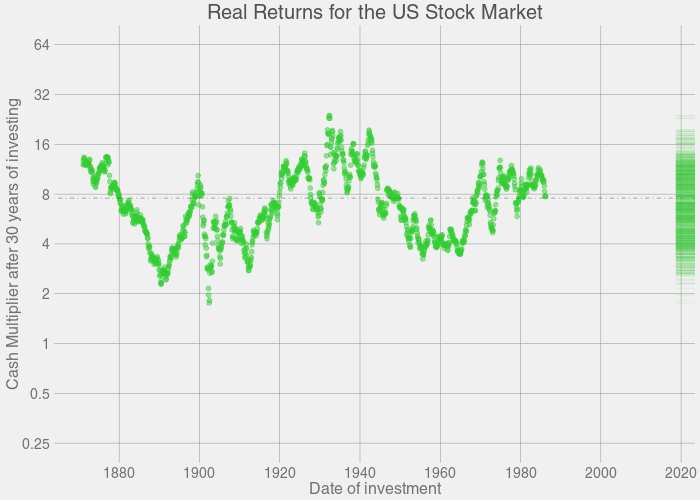 Real Returns for the US Stock Market
Cash Multiplier after 30 years of investing
64
32
16
8
4
2
1
0.5
0.25
1880 1900 1920 1940 1960 1980 2000 2020
Date of investment